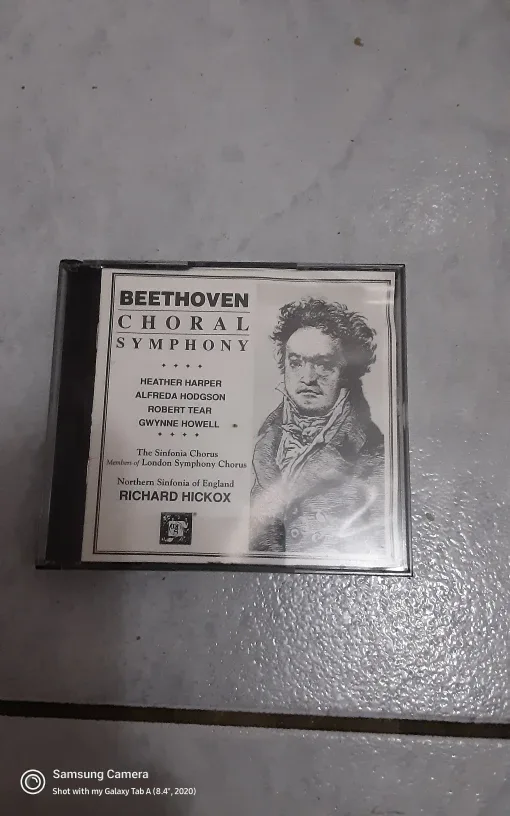 BEETHOVEN
CHORAL
SYMPHONY
HEATHER HARPER
ALFREDA HODGSON
ROBERT TEAR
GWYNNE HOWELL
The Sinfonia Chorus
Members of London Symphony Chorus
Northern Sinfonia of England
RICHARD HICKOX
Samsung Camera
Shot with my Galaxy Tab A (8.4", 2020)